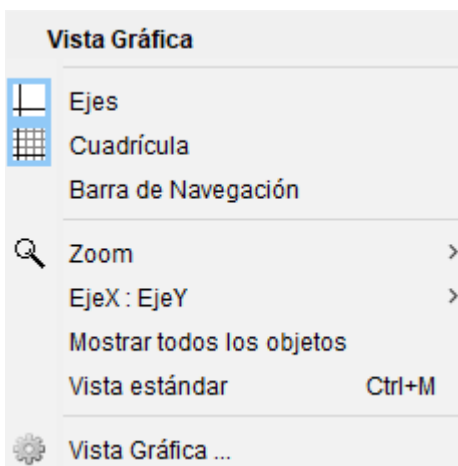 Vista Gráfica
Ejes
Cuadrícula
Barra de Navegación
Zoom
EjeX : EjeY
Mostrar todos los objetos
Vista estándar Ctrl+M
Vista Gráfica ...